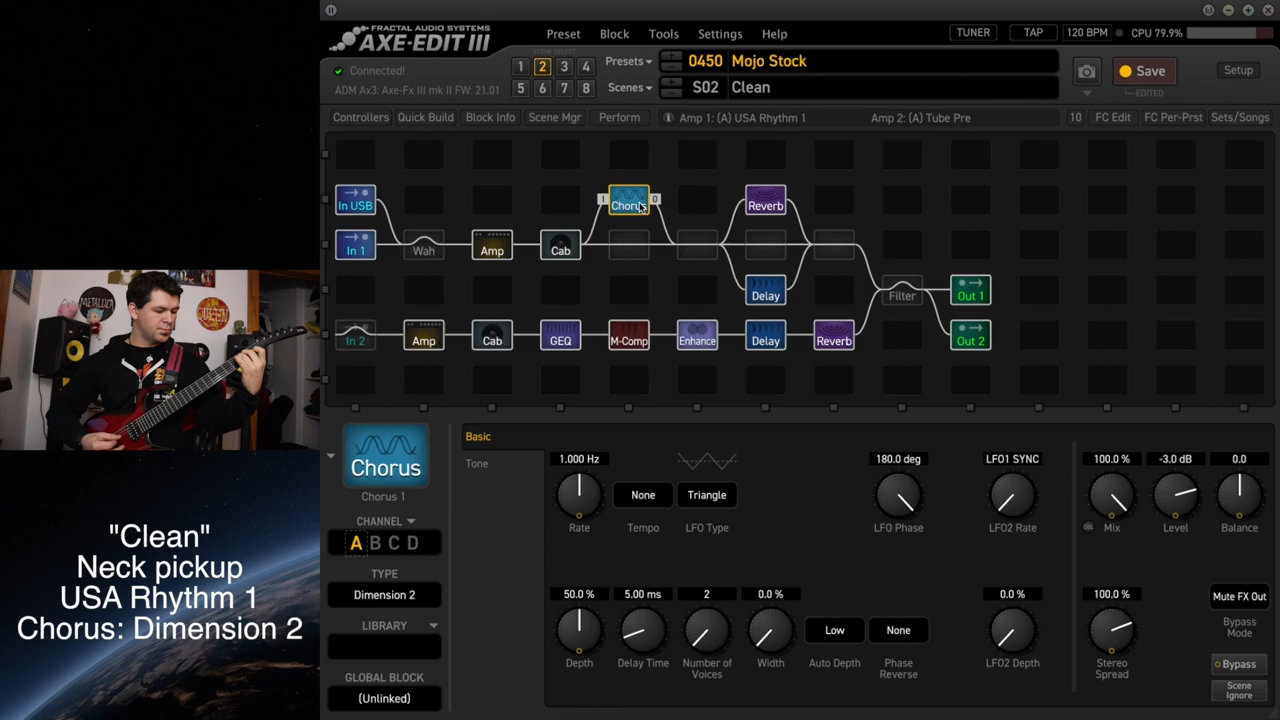 FRACTAL AUDIO SYSTEMS
AXE-EDIT III
Preset
Block
Tools
Settings
Help
TUNER
TAP
120 BPM
CPU 79.9%
Connected!
ADM Ax3: Axe-Fx III mk II FW: 21.01
SCENE SELECT
1 2 3 4
5 6 7 8
Presets
0450 Mojo Stock
Scenes
S02 Clean
Save
EDITED
Setup
Controllers
Quick Build
Block Info
Scene Mgr
Perform
Amp 1: (A) USA Rhythm 1
Amp 2: (A) Tube Pre
10
FC Edit
FC Per-Prst
Sets/Songs
In USB
I
Chorus
O
Reverb
In 1
Wah
Amp
Cab
Delay
Filter
Out 1
In 2
Amp
Cab
GEQ
M-Comp
Enhance
Delay
Reverb
Out 2
METALLICA
QUEEN
"Clean"
Neck pickup
USA Rhythm 1
Chorus: Dimension 2
Chorus
Chorus 1
CHANNEL
A B C D
TYPE
Dimension 2
LIBRARY
GLOBAL BLOCK
(Unlinked)
Basic
Tone
1.000 Hz
180.0 deg
LFO1 SYNC
100.0 %
-3.0 dB
0.0
None
Triangle
Rate
Tempo
LFO Type
LFO Phase
LFO2 Rate
Mix
Level
Balance
50.0 %
5.00 ms
2
0.0 %
0.0 %
100.0 %
Low
None
Mute FX Out
Bypass
Mode
Depth
Delay Time
Number of
Voices
Width
Auto Depth
Phase
Reverse
LFO2 Depth
Stereo
Spread
Bypass
Scene
Ignore